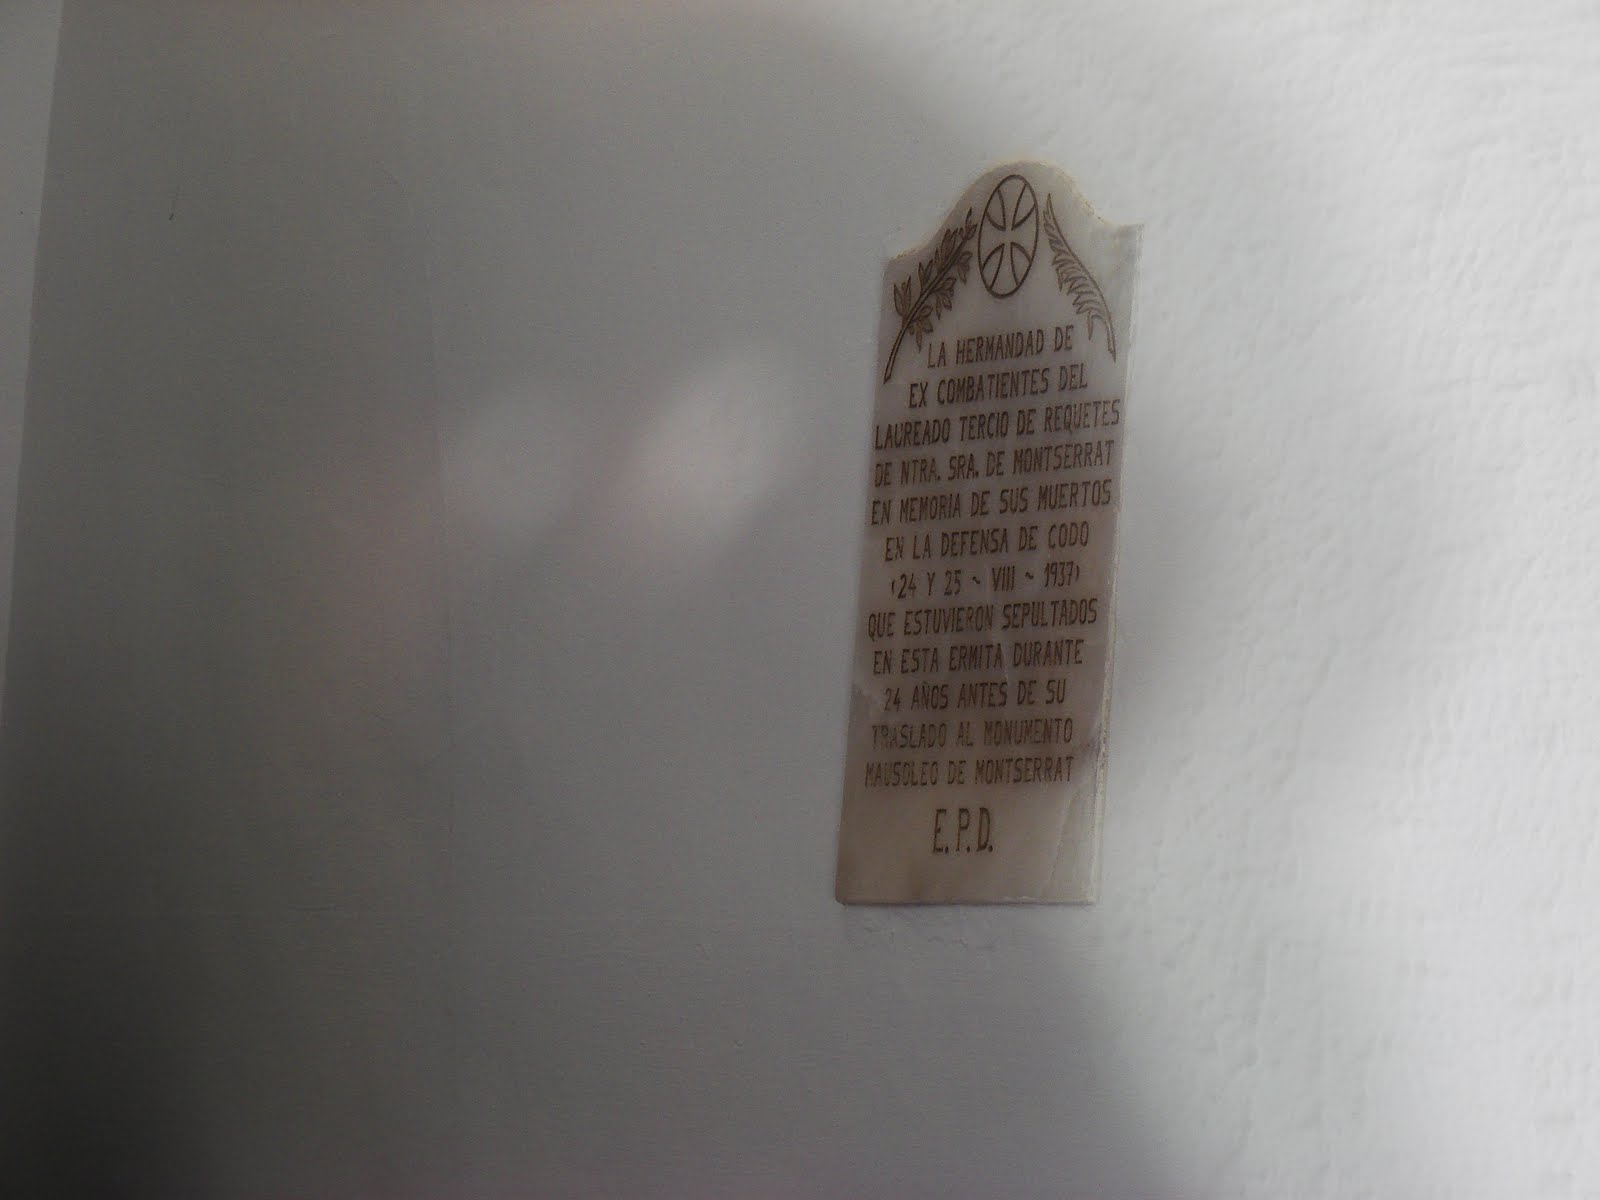 LA HERMANDAD DE
EX COMBATIENTES DEL
LAUREADO TERCIO DE REQUETES
DE NTRA. SRA. DE MONTSERRAT
EN MEMORIA DE SUS MUERTOS
EN LA DEFENSA DE CODO
(24 Y 25 ~ VIII ~ 1937)
QUE ESTUVIERON SEPULTADOS
EN ESTA ERMITA DURANTE
24 AÑOS ANTES DE SU
TRASLADO AL MONUMENTO
MAUSOLEO DE MONTSERRAT
E.P.D.